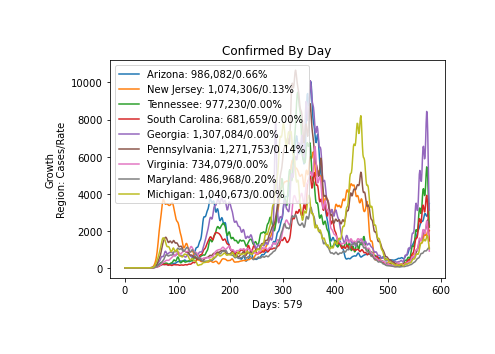 Confirmed By Day
Growth
Region: Cases/Rate
10000
8000
6000
4000
2000
0
Arizona: 986,082/0.66%
New Jersey: 1,074,306/0.13%
Tennessee: 977,230/0.00%
South Carolina: 681,659/0.00%
Georgia: 1,307,084/0.00%
Pennsylvania: 1,271,753/0.14%
Virginia: 734,079/0.00%
Maryland: 486,968/0.20%
Michigan: 1,040,673/0.00%
0 100 200 300 400 500 600
Days: 579